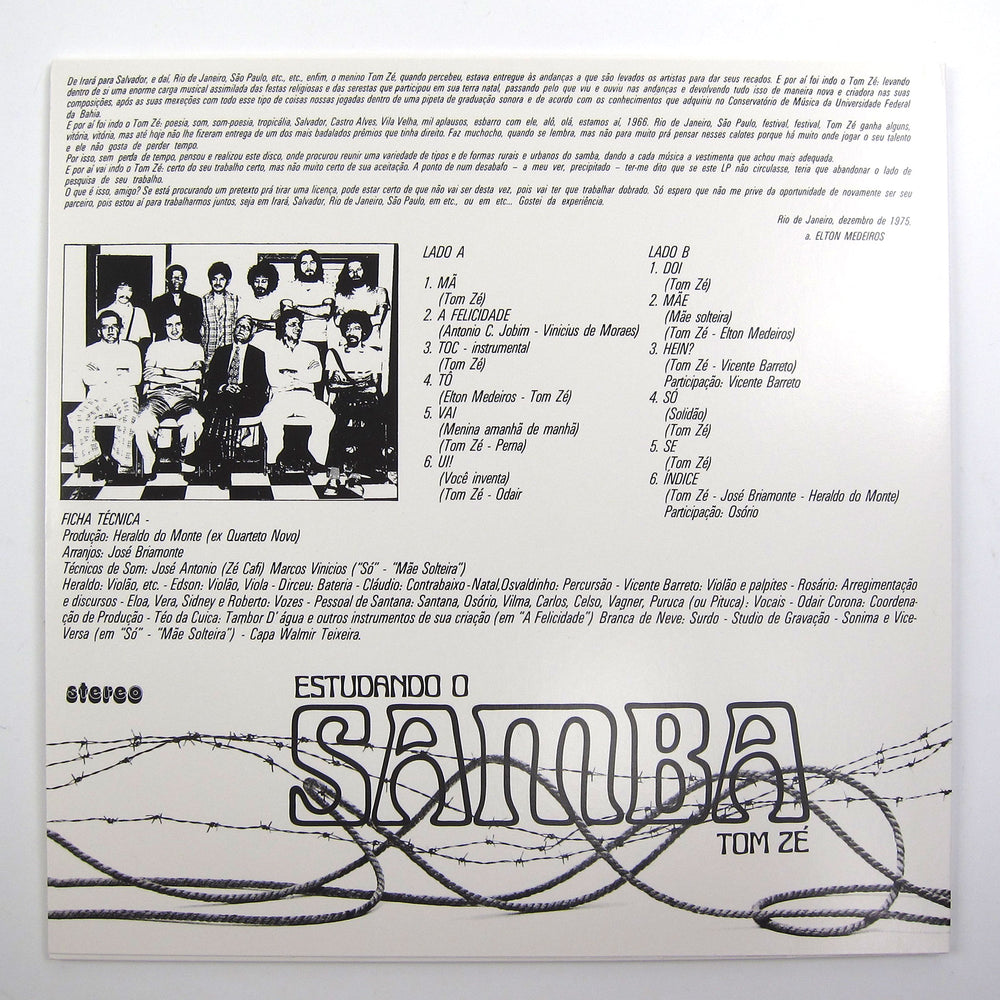 De Irará para Salvador, e daí, Rio de Janeiro, São Paulo, etc., etc., enfim, o menino Tom Zé, quando percebeu, estava entregue às andanças a que são levados os artistas para dar seus recados. E por aí foi indo o Tom Zé: levando
dentro de si uma enorme carga musical assimilada das festas religiosas e das serestas que participou em sua terra natal, passando pelo que viu e ouviu nas andanças e devolvendo tudo isso de maneira nova e criadora nas suas
composições, após as suas mexeções com todo esse tipo de coisas nossas jogadas dentro de uma pipeta de graduação sonora e de acordo com os conhecimentos que adquiriu no Conservatório de Música da Universidade Federal
da Bahia.
E por aí foi indo o Tom Zé: poesia, som, som-poesia, tropicália, Salvador, Castro Alves, Vila Velha, mil aplausos, esbarro com ele, alô, olá, estamos aí, 1966. Rio de Janeiro, São Paulo, festival, festival, Tom Zé ganha alguns,
vitória, vitória, mas até hoje não lhe fizeram entrega de um dos mais badalados prêmios que tinha direito. Faz muchocho, quando se lembra, mas não para muito prá pensar nesses calotes porque há muito onde jogar o seu talento
e ele não gosta de perder tempo.
Por isso, sem perda de tempo, pensou e realizou este disco, onde procurou reunir uma variedade de tipos e de formas rurais e urbanos do samba, dando a cada música a vestimenta que achou mais adequada.
E por aí vai indo o Tom Zé: certo do seu trabalho certo, mas não muito certo de sua aceitação. A ponto de num desabafo – a meu ver, precipitado – ter-me dito que se este LP não circulasse, teria que abandonar o lado de
pesquisa de seu trabalho.
O que é isso, amigo? Se está procurando um pretexto prá tirar uma licença, pode estar certo de que não vai ser desta vez, pois vai ter que trabalhar dobrado. Só espero que não me prive da oportunidade de novamente ser seu
parceiro, pois estou aí para trabalharmos juntos, seja em Irará, Salvador, Rio de Janeiro, São Paulo, em etc., ou em etc... Gostei da experiência.
Rio de Janeiro, dezembro de 1975.
a. ELTON MEDEIROS
LADO A
1. MÃ
(Tom Zé)
2. A FELICIDADE
(Antonio C. Jobim - Vinicius de Moraes)
3. TOC - instrumental
(Tom Zé)
4. TÔ
(Elton Medeiros - Tom Zé)
5. VAI
(Menina amanhã de manhã)
(Tom Zé - Perna)
6. UI!
(Você inventa)
(Tom Zé - Odair
LADO B
1. DOI
(Tom Zé)
2. MÃE
(Mãe solteira)
(Tom Zé - Elton Medeiros)
3. HEIN?
(Tom Zé - Vicente Barreto)
Participação: Vicente Barreto
4. SÓ
(Solidão)
(Tom Zé)
5. SE
(Tom Zé)
6. ÍNDICE
(Tom Zé - José Briamonte - Heraldo do Monte)
Participação: Osório
FICHA TÉCNICA -
Produção: Heraldo do Monte (ex Quarteto Novo)
Arranjos: José Briamonte
Técnicos de Som: José Antonio (Zé Cafi) Marcos Vinicios ("Só" - "Mãe Solteira")
Heraldo: Violão, etc. - Edson: Violão, Viola - Dirceu: Bateria - Cláudio: Contrabaixo-Natal,Osvaldinho: Percursão - Vicente Barreto: Violão e palpites - Rosário: Arregimentação
e discursos - Eloa, Vera, Sidney e Roberto: Vozes - Pessoal de Santana: Santana, Osório, Vilma, Carlos, Celso, Vagner, Puruca (ou Pituca): Vocais - Odair Corona: Coordena-
ção de Produção - Téo da Cuica: Tambor D'água e outros instrumentos de sua criação (em "A Felicidade") Branca de Neve: Surdo - Studio de Gravação - Sonima e Vice-
Versa (em "Só" - "Mãe Solteira") - Capa Walmir Teixeira.
stereo
ESTUDANDO O
SAMBA
TOM ZÉ